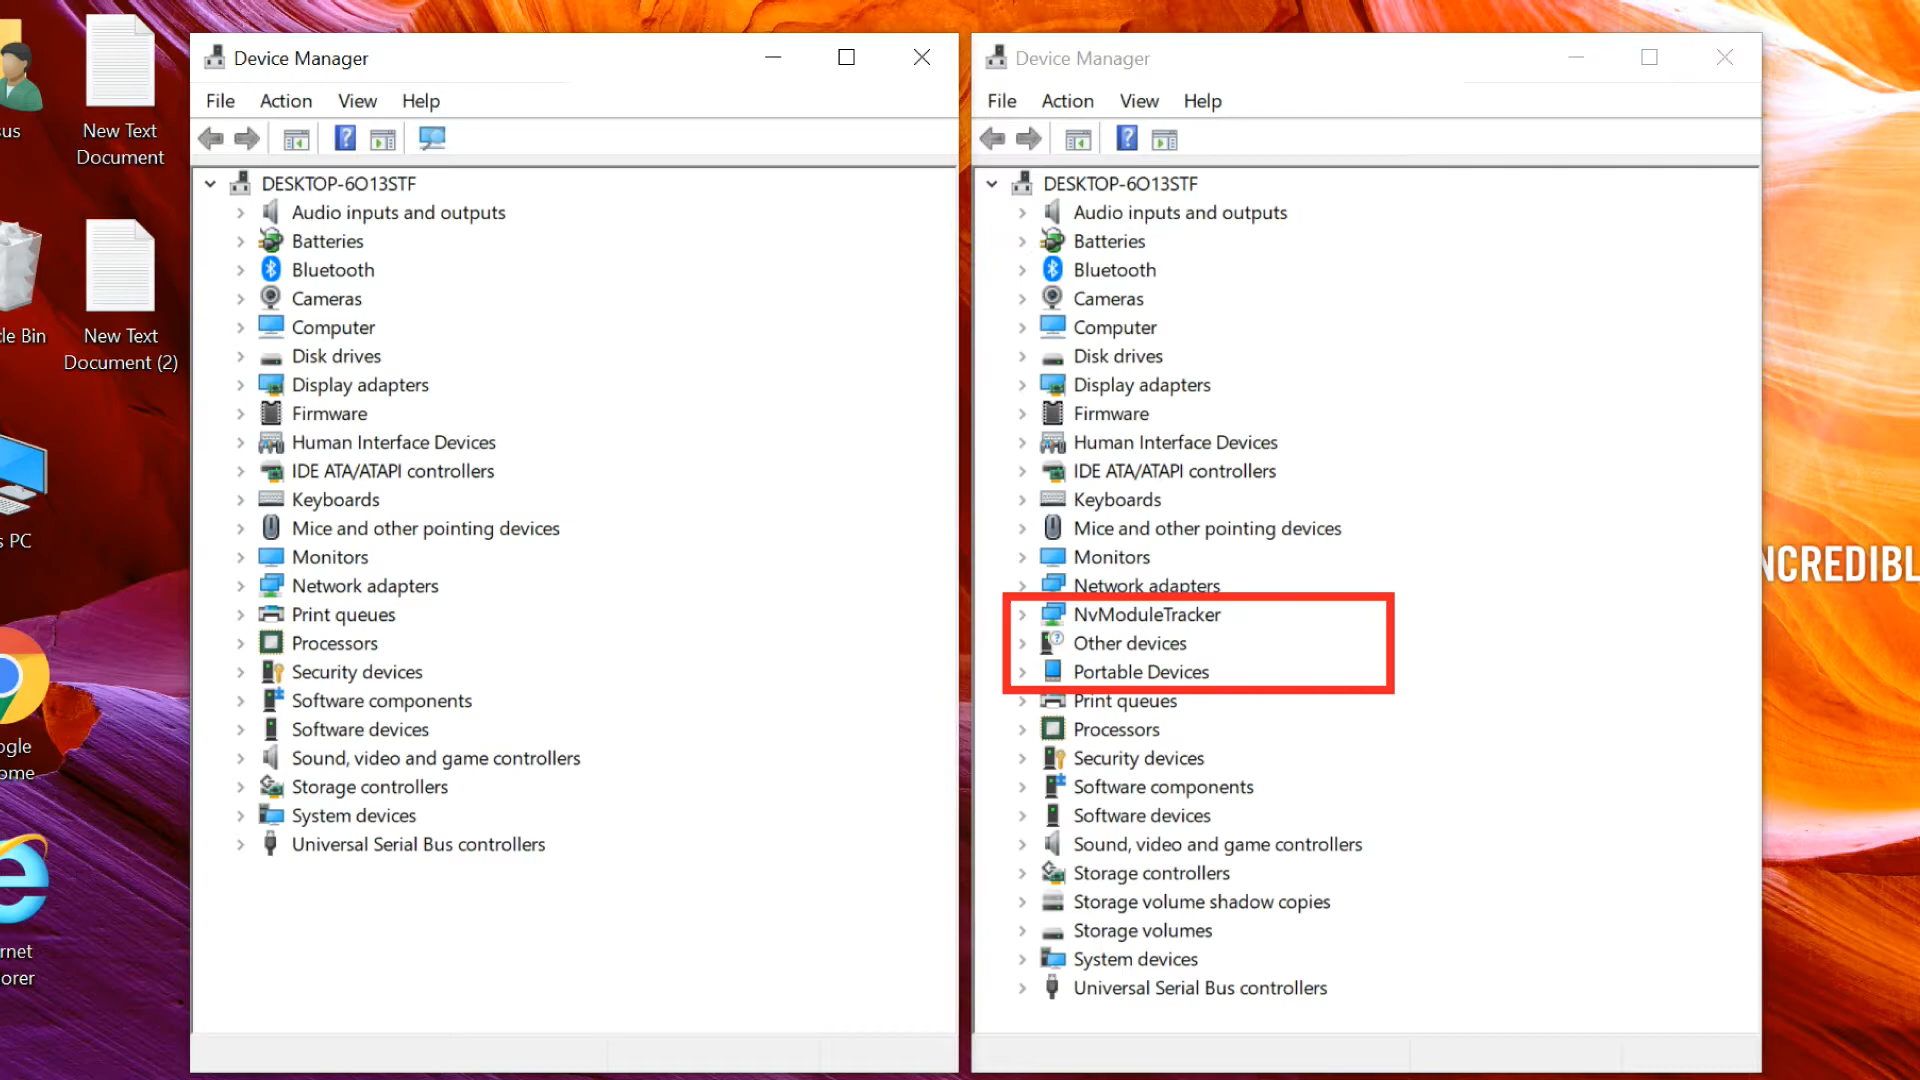 sus
New Text
Document
cle Bin
New Text
Document (2)
s PC
ogle
ome
rnet
orer
Device Manager
File Action View Help
DESKTOP-6O13STF
Audio inputs and outputs
Batteries
Bluetooth
Cameras
Computer
Disk drives
Display adapters
Firmware
Human Interface Devices
IDE ATA/ATAPI controllers
Keyboards
Mice and other pointing devices
Monitors
Network adapters
Print queues
Processors
Security devices
Software components
Software devices
Sound, video and game controllers
Storage controllers
System devices
Universal Serial Bus controllers
Device Manager
File Action View Help
DESKTOP-6O13STF
Audio inputs and outputs
Batteries
Bluetooth
Cameras
Computer
Disk drives
Display adapters
Firmware
Human Interface Devices
IDE ATA/ATAPI controllers
Keyboards
Mice and other pointing devices
Monitors
Network adapters
NvModuleTracker
Other devices
Portable Devices
Print queues
Processors
Security devices
Software components
Software devices
Sound, video and game controllers
Storage controllers
Storage volume shadow copies
Storage volumes
System devices
Universal Serial Bus controllers
NCREDIBL